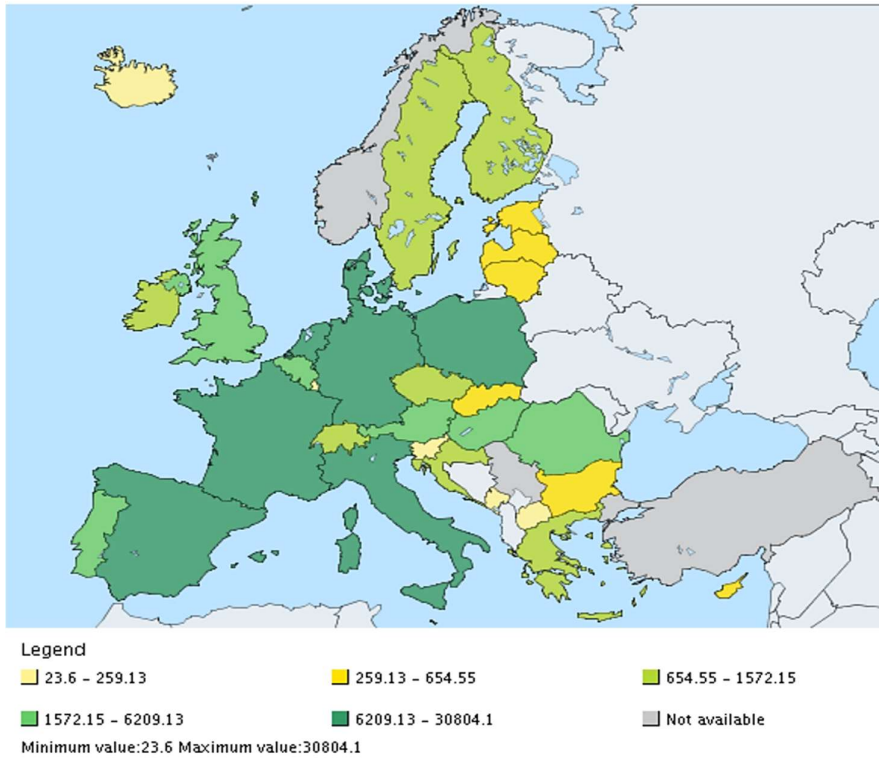 Legend
23.6 - 259.13
259.13 - 654.55
654.55 - 1572.15
1572.15 - 6209.13
6209.13 - 30804.1
Not available
Minimum value:23.6 Maximum value:30804.1